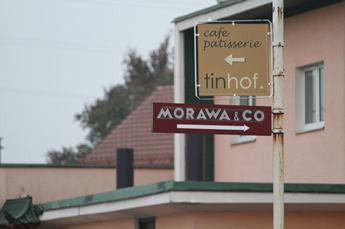 cafe
patisserie
tinhof.
MORAWA & CO